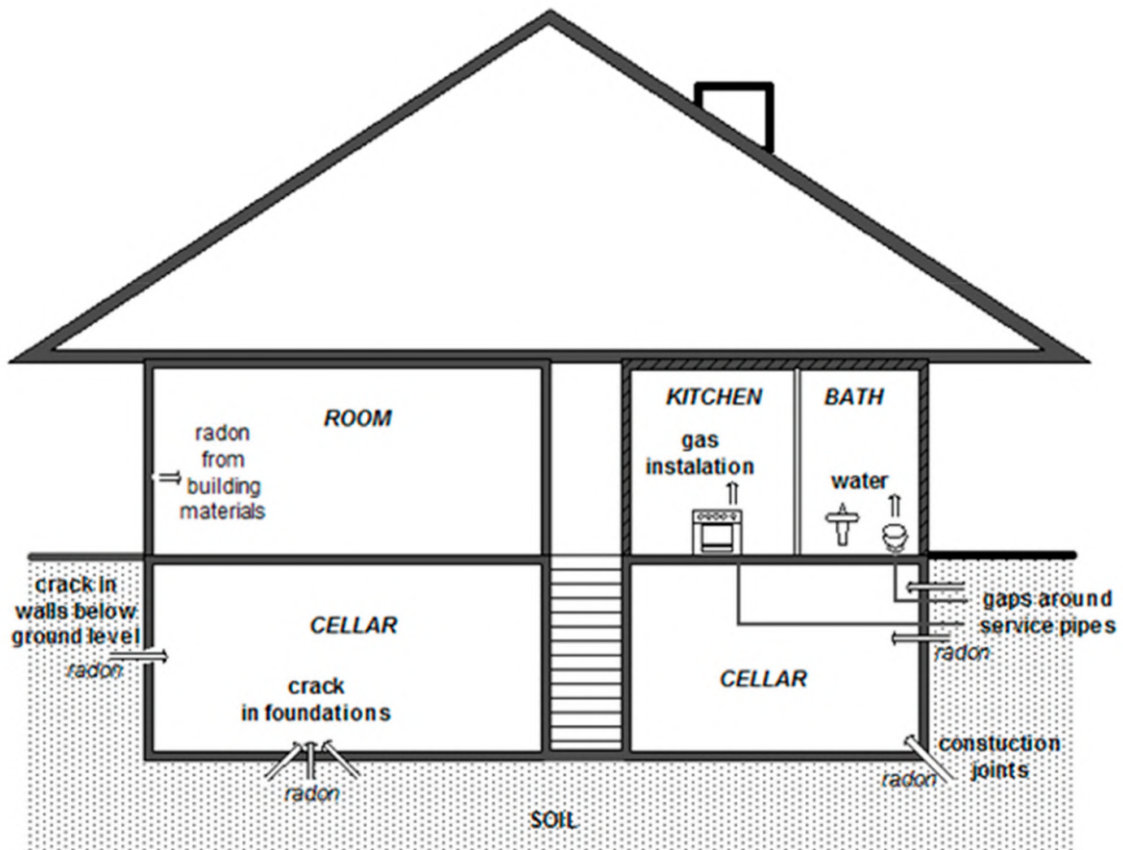 ROOM
radon
from
building
materials
KITCHEN
gas
instalation
BATH
water
crack in
walls below
ground level
radon
CELLAR
crack
in foundations
radon
gaps around
service pipes
radon
CELLAR
constuction
joints
radon
SOIL